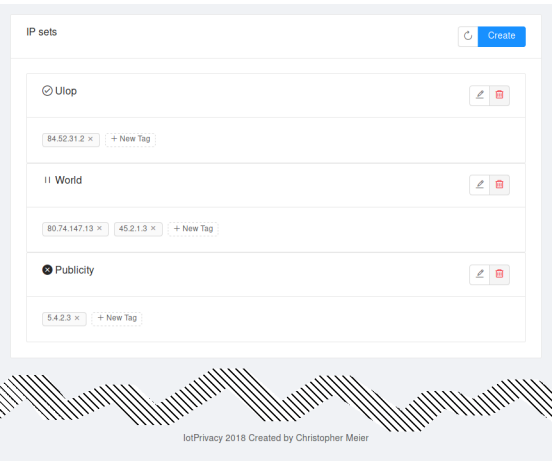 IP sets
Create
Ulop
84.52.31.2 ×
+ New Tag
World
80.74.147.13 × 45.2.1.3 × + New Tag
Publicity
5.4.2.3 × + New Tag
IotPrivacy 2018 Created by Christopher Meier